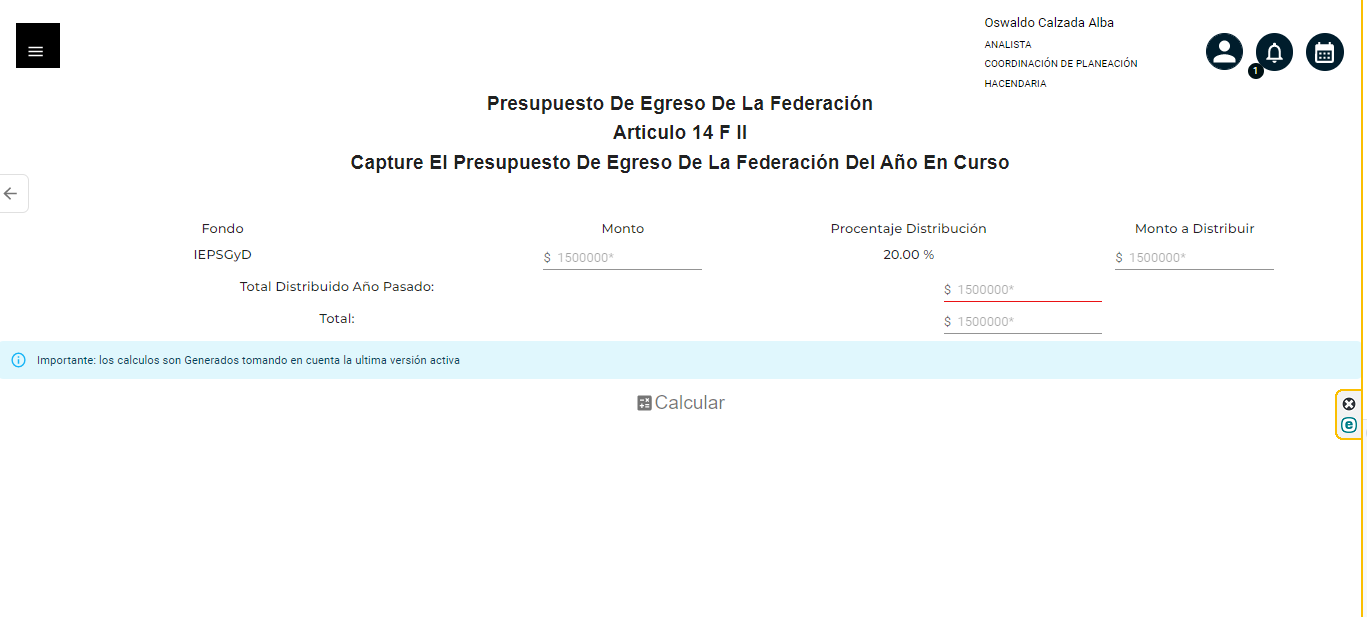 Oswaldo Calzada Alba
ANALISTA
COORDINACIÓN DE PLANEACIÓN
HACENDARIA
1
Presupuesto De Egreso De La Federación
Articulo 14 F II
Capture El Presupuesto De Egreso De La Federación Del Año En Curso
Fondo Monto Procentaje Distribución Monto a Distribuir
IEPSGyD $ 1500000* 20.00 % $ 1500000*
Total Distribuido Año Pasado: $ 1500000*
Total: $ 1500000*
Importante: los calculos son Generados tomando en cuenta la ultima versión activa
Calcular
e